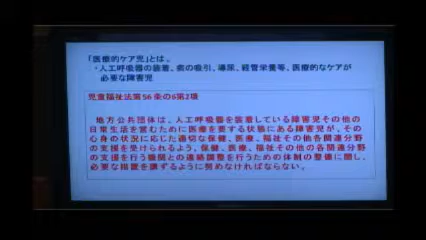 「医療的ケア児」とは。
・人工呼吸器の装着、痰の吸引、導尿、経管栄養等、医療的なケアが
必要な障害児
児童福祉法第56条の6第2項
地方公共団体は、人工呼吸器を装着している障害児その他の
日常生活を営むために医療を要する状態にある障害児が、その
心身の状況に応じた適切な保健、医療、福祉その他の各関連分野
の支援を受けられるよう、保健、医療、福祉その他の各関連分野
の支援を行う機関との連絡調整を行うための体制の整備に関し、
必要な措置を講ずるように努めなければならない。